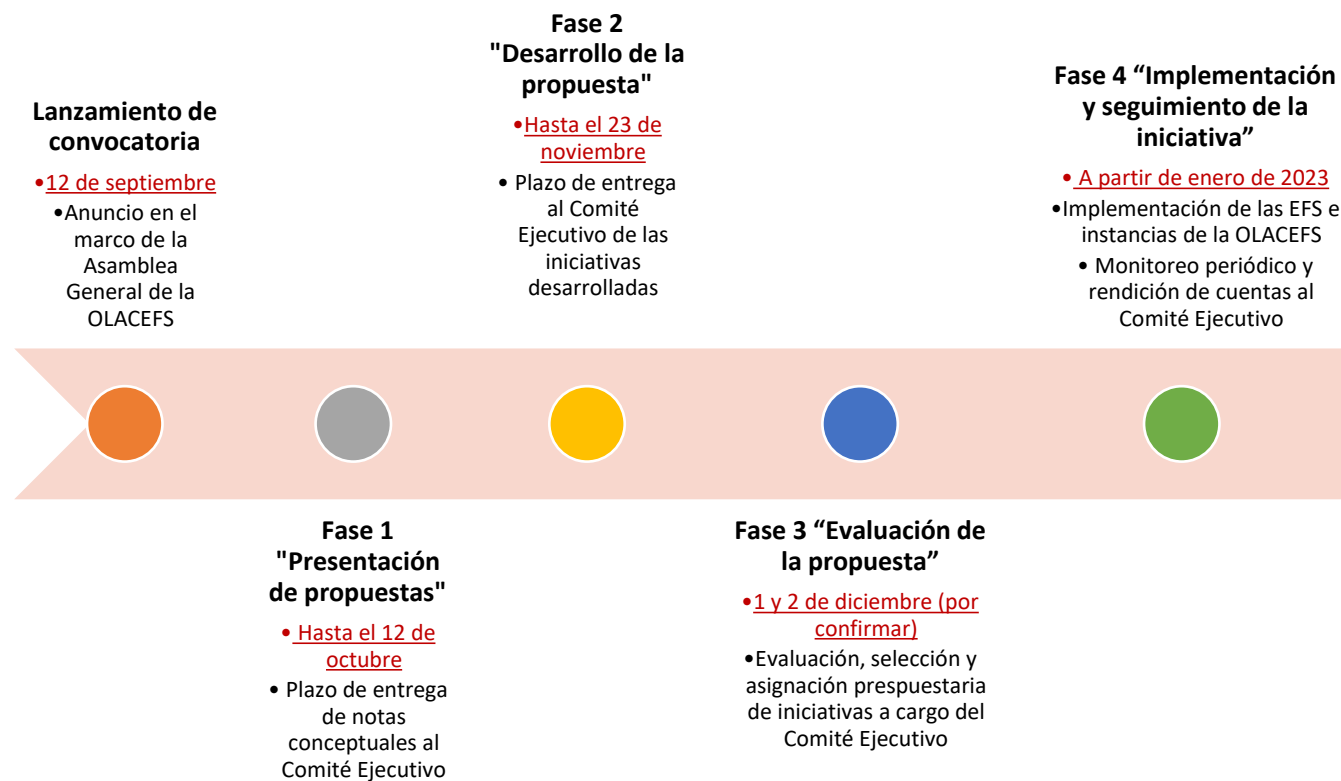 Lanzamiento de
convocatoria
•12 de septiembre
•Anuncio en el
marco de la
Asamblea
General de la
OLACEFS
Fase 1
"Presentación
de propuestas"
• Hasta el 12 de
octubre
• Plazo de entrega
de notas
conceptuales al
Comité Ejecutivo
Fase 2
"Desarrollo de la
propuesta"
•Hasta el 23 de
noviembre
• Plazo de entrega
al Comité
Ejecutivo de las
iniciativas
desarrolladas
Fase 3 “Evaluación de
la propuesta”
•1 y 2 de diciembre (por
confirmar)
•Evaluación, selección y
asignación prespuestaria
de iniciativas a cargo del
Comité Ejecutivo
Fase 4 “Implementación
y seguimiento de la
iniciativa”
• A partir de enero de 2023
•Implementación de las EFS e
instancias de la OLACEFS
• Monitoreo periódico y
rendición de cuentas al
Comité Ejecutivo